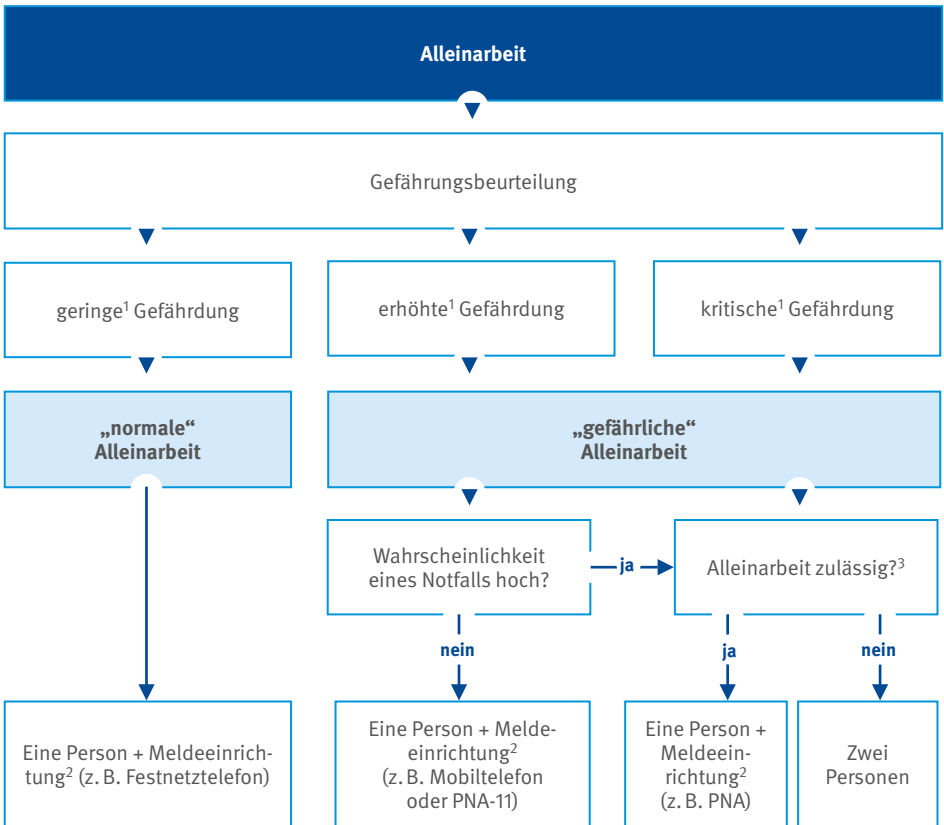 Alleinarbeit
Gefährungsbeurteilung
geringe¹ Gefährdung
erhöhte¹ Gefährdung
kritische¹ Gefährdung
„normale“
Alleinarbeit
„gefährliche“
Alleinarbeit
Wahrscheinlichkeit
eines Notfalls hoch?
ja
Alleinarbeit zulässig?³
nein
ja
nein
Eine Person + Meldeeinrich-
tung² (z. B. Festnetztelefon)
Eine Person + Melde-
einrichtung²
(z. B. Mobiltelefon
oder PNA-11)
Eine Person +
Meldeein-
richtung²
(z. B. PNA)
Zwei
Personen